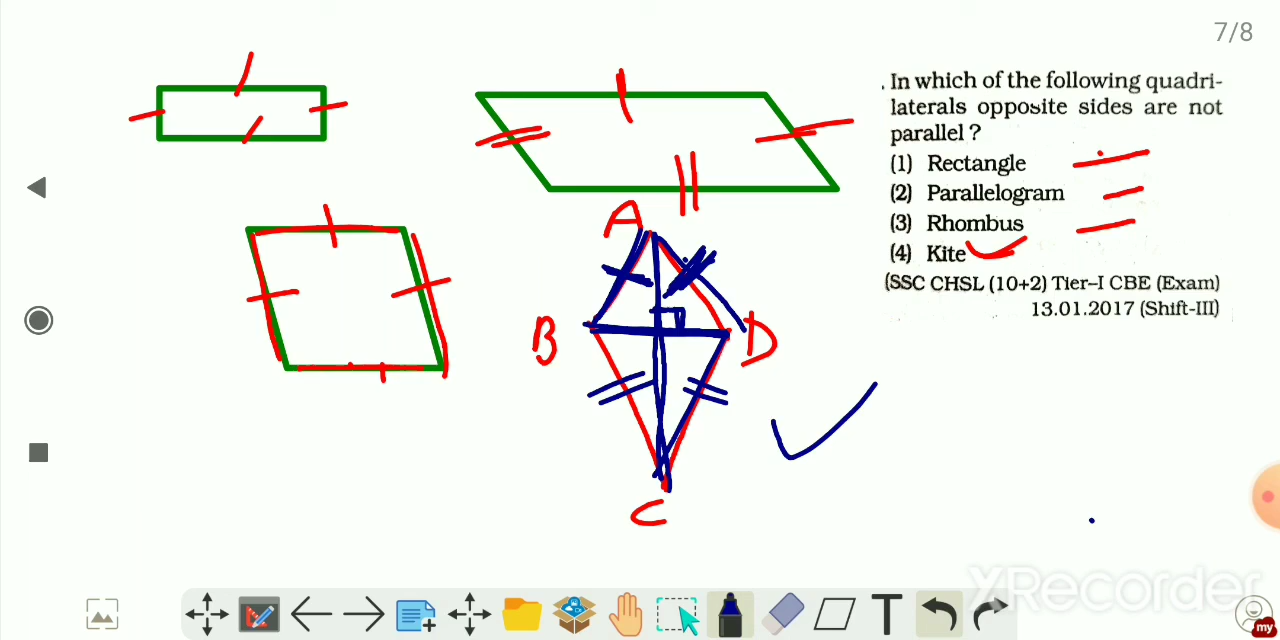 7/8
. In which of the following quadri-
laterals opposite sides are not
parallel ?
(1) Rectangle
(2) Parallelogram
(3) Rhombus
(4) Kite
(SSC CHSL (10+2) Tier-I CBE (Exam)
13.01.2017 (Shift-III)
A
B
D
C
XRecorder
T
my